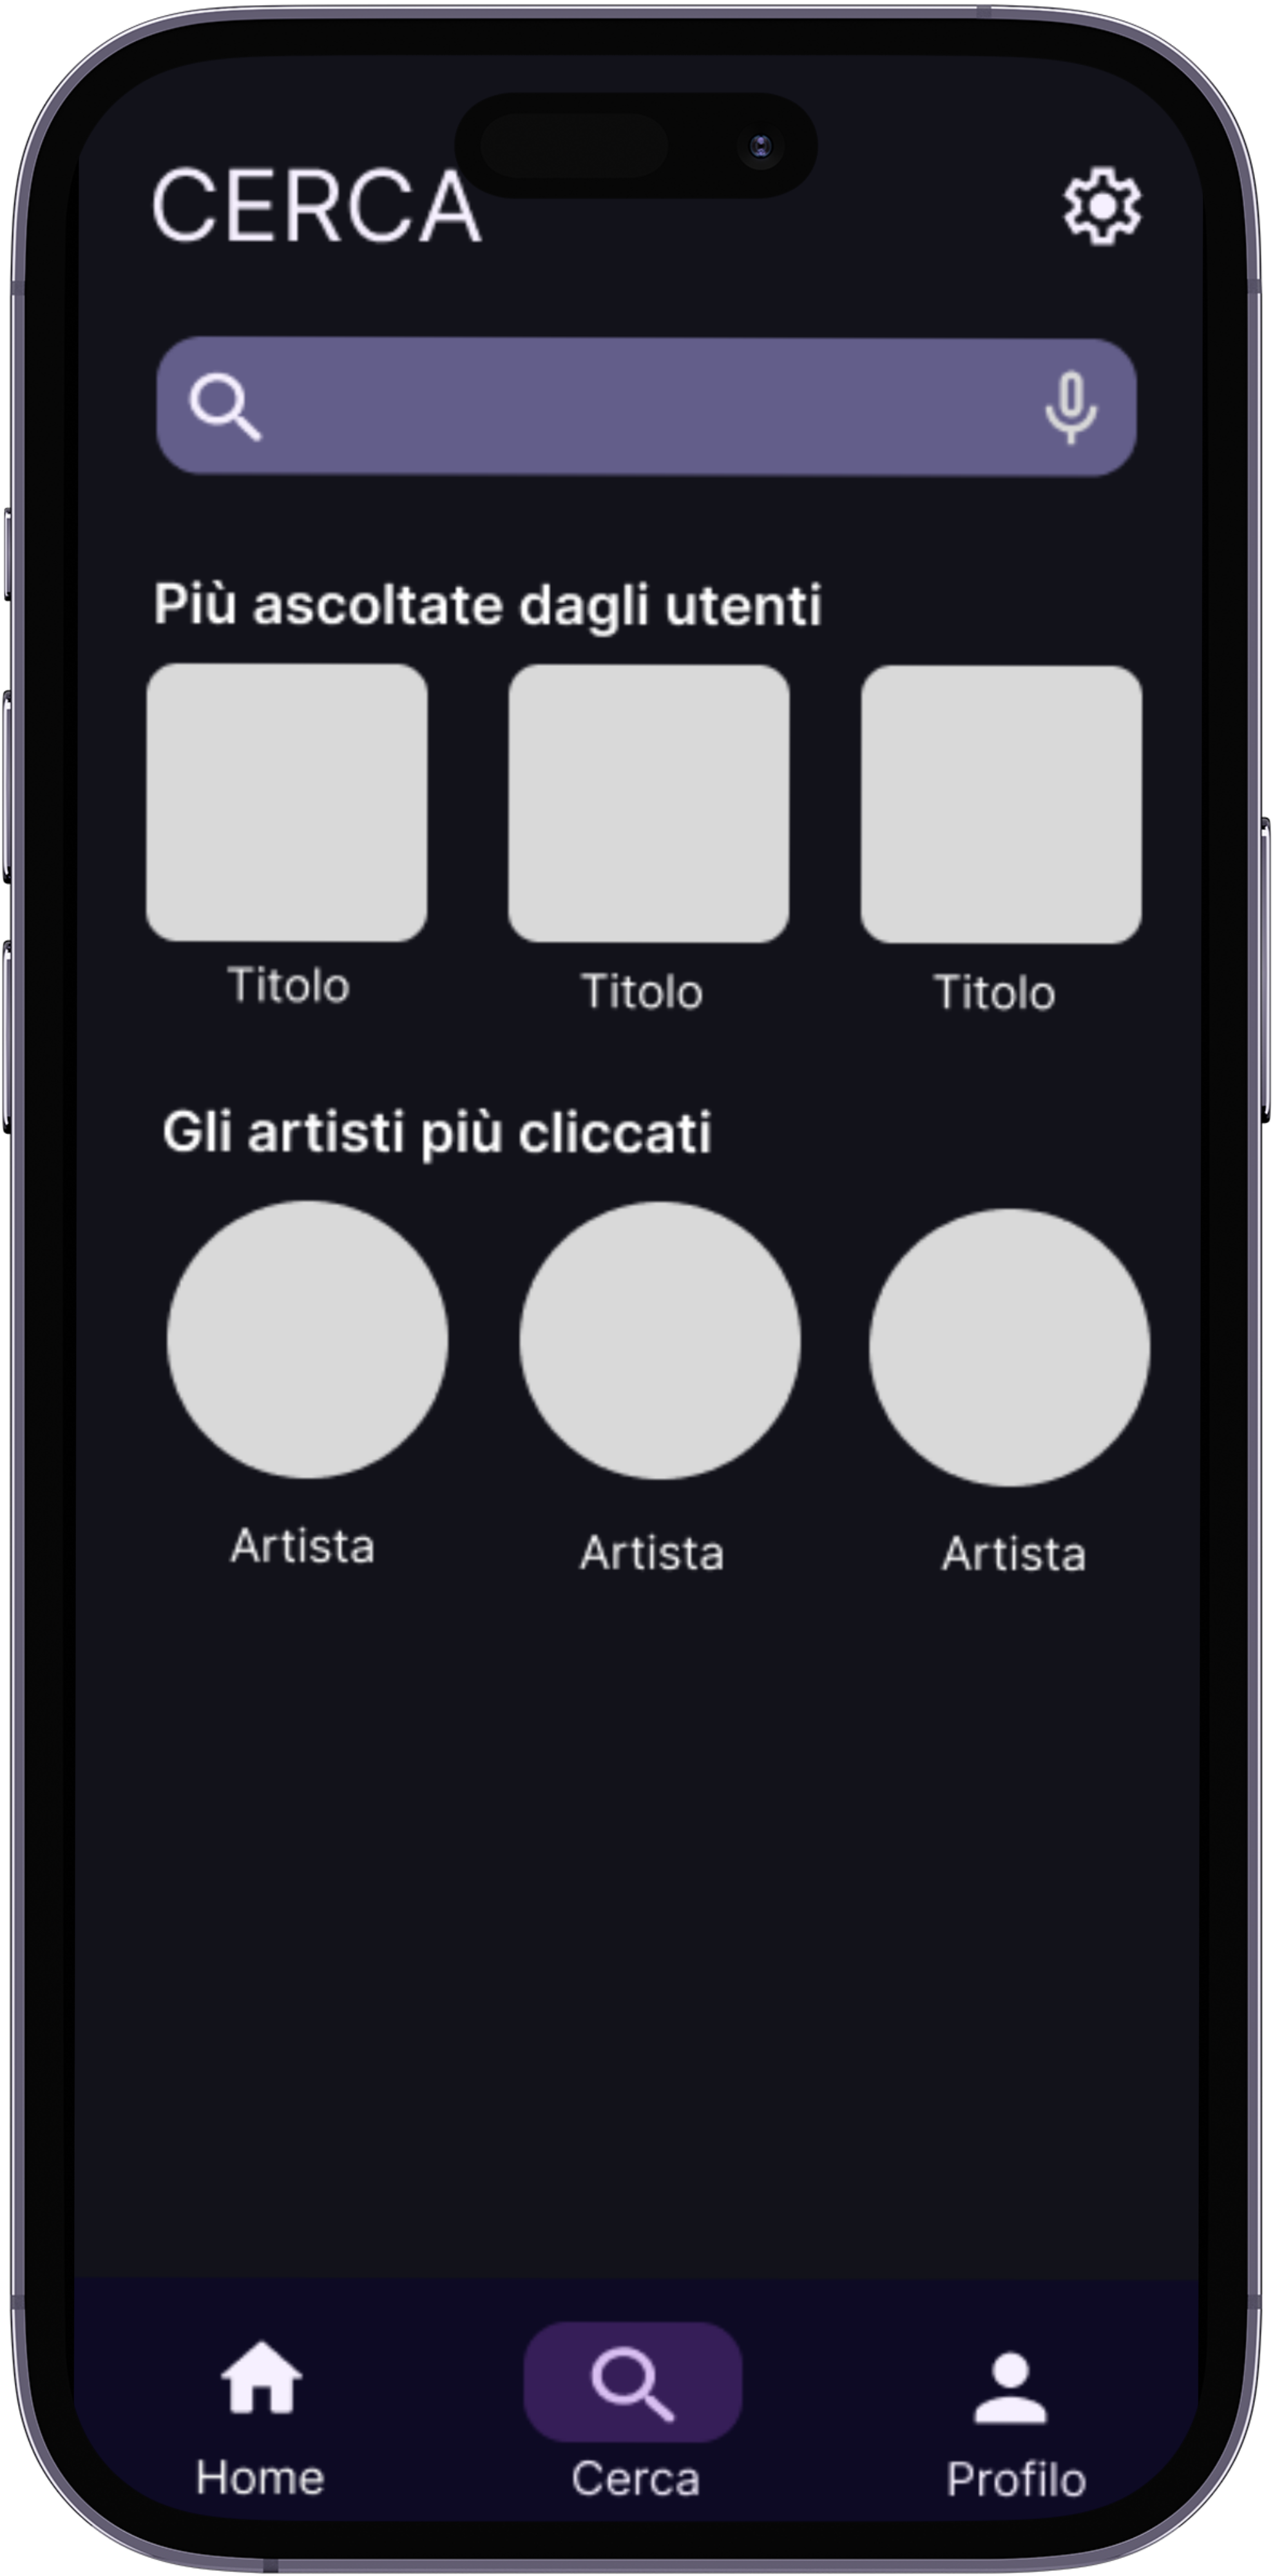 CERCA
Più ascoltate dagli utenti
Titolo Titolo Titolo
Gli artisti più cliccati
Artista Artista Artista
Home Cerca Profilo